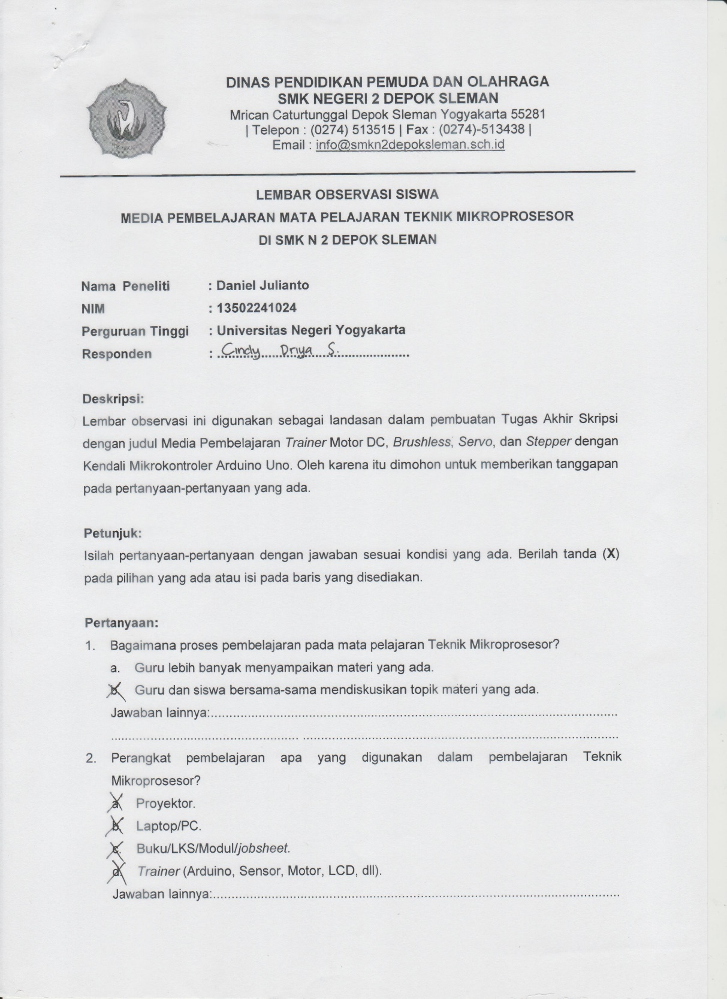 DINAS PENDIDIKAN PEMUDA DAN OLAHRAGA
SMK NEGERI 2 DEPOK SLEMAN
Mrican Caturtunggal Depok Sleman Yogyakarta 55281
| Telepon : (0274) 513515 | Fax : (0274)-513438 |
Email : info@smkn2depoksleman.sch.id
LEMBAR OBSERVASI SISWA
MEDIA PEMBELAJARAN MATA PELAJARAN TEKNIK MIKROPROSESOR
DI SMK N 2 DEPOK SLEMAN
Nama Peneliti : Daniel Julianto
NIM : 13502241024
Perguruan Tinggi : Universitas Negeri Yogyakarta
Responden : Cindy Driya S.
Deskripsi:
Lembar observasi ini digunakan sebagai landasan dalam pembuatan Tugas Akhir Skripsi
dengan judul Media Pembelajaran Trainer Motor DC, Brushless, Servo, dan Stepper dengan
Kendali Mikrokontroler Arduino Uno. Oleh karena itu dimohon untuk memberikan tanggapan
pada pertanyaan-pertanyaan yang ada.
Petunjuk:
Isilah pertanyaan-pertanyaan dengan jawaban sesuai kondisi yang ada. Berilah tanda (X)
pada pilihan yang ada atau isi pada baris yang disediakan.
Pertanyaan:
1. Bagaimana proses pembelajaran pada mata pelajaran Teknik Mikroprosesor?
a. Guru lebih banyak menyampaikan materi yang ada.
b. Guru dan siswa bersama-sama mendiskusikan topik materi yang ada.
Jawaban lainnya:
2. Perangkat pembelajaran apa yang digunakan dalam pembelajaran Teknik
Mikroprosesor?
a. Proyektor.
b. Laptop/PC.
c. Buku/LKS/Modul/jobsheet.
d. Trainer (Arduino, Sensor, Motor, LCD, dll).
Jawaban lainnya: